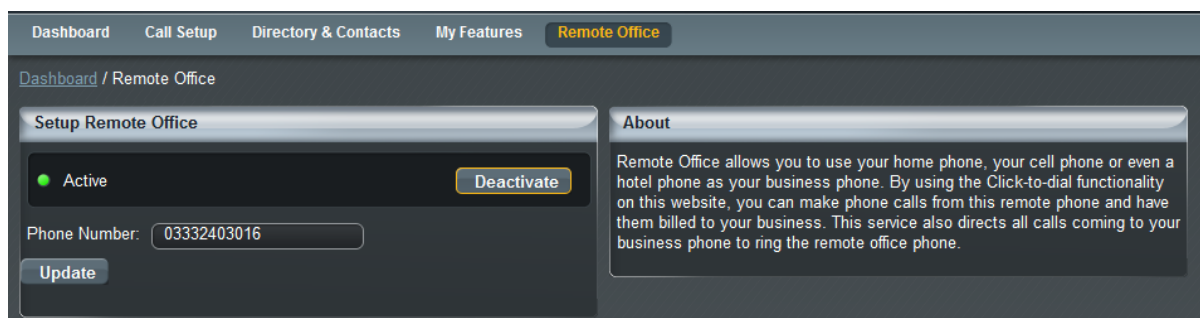 Dashboard Call Setup Directory & Contacts My Features Remote Office
Dashboard / Remote Office
Setup Remote Office
Active
Deactivate
Phone Number: 03332403016
Update
About
Remote Office allows you to use your home phone, your cell phone or even a
hotel phone as your business phone. By using the Click-to-dial functionality
on this website, you can make phone calls from this remote phone and have
them billed to your business. This service also directs all calls coming to your
business phone to ring the remote office phone.